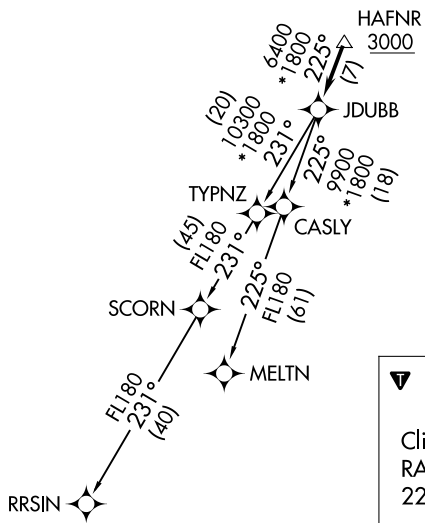 HAFNR
3000
6400
*1800
225°
(7)
JDUBB
(20)
10300
*1800
231°
225°
9900
*1800
(18)
TYPNZ
CASLY
(45)
FL180
231°
225°
FL180
(61)
SCORN
MELTN
FL180
231°
(40)
RRSIN
T
Cli
RA
22